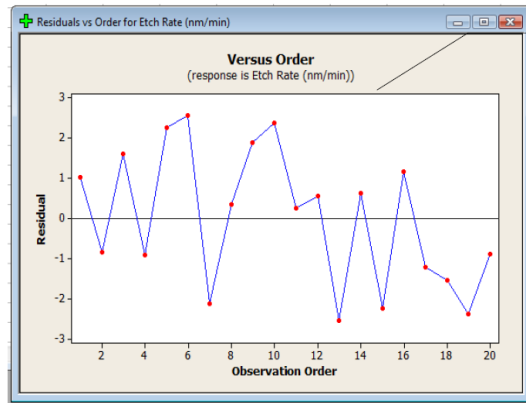 Residuals vs Order for Etch Rate (nm/min)
Versus Order
(response is Etch Rate (nm/min))
3
2
1
0
-1
-2
-3
Residual
2 4 6 8 10 12 14 16 18 20
Observation Order